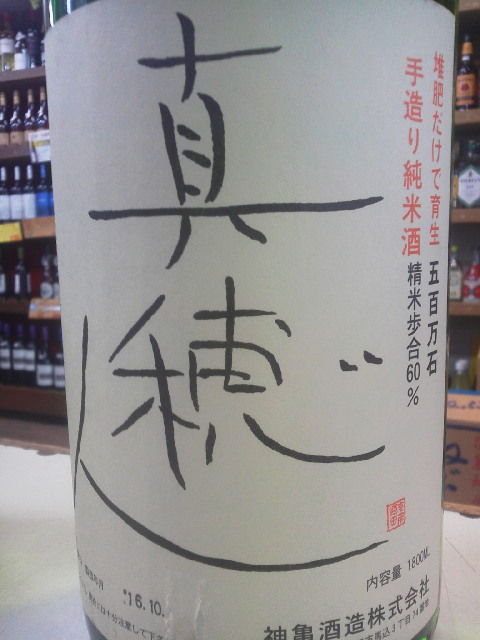 堆肥だけで育生 五百万石
手造り純米酒 精米歩合60%
真穂
内容量 1800ML
神亀酒造株式会社
'16.10.